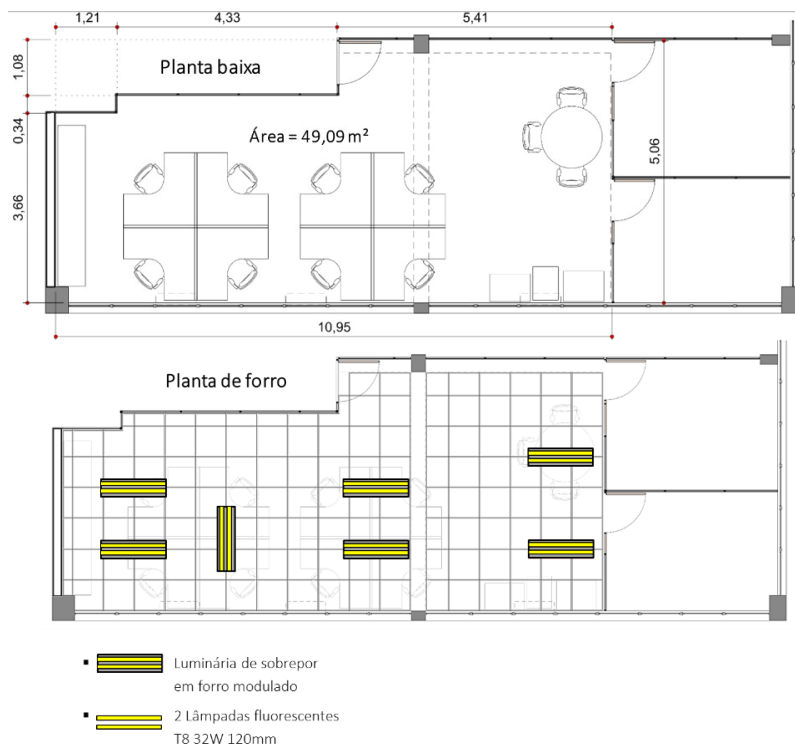 1,21
4,33
5,41
1,08
Planta baixa
0,34
Área = 49,09 m²
5,06
3,66
10,95
Planta de forro
Luminária de sobrepor
em forro modulado
2 Lâmpadas fluorescentes
T8 32W 120mm